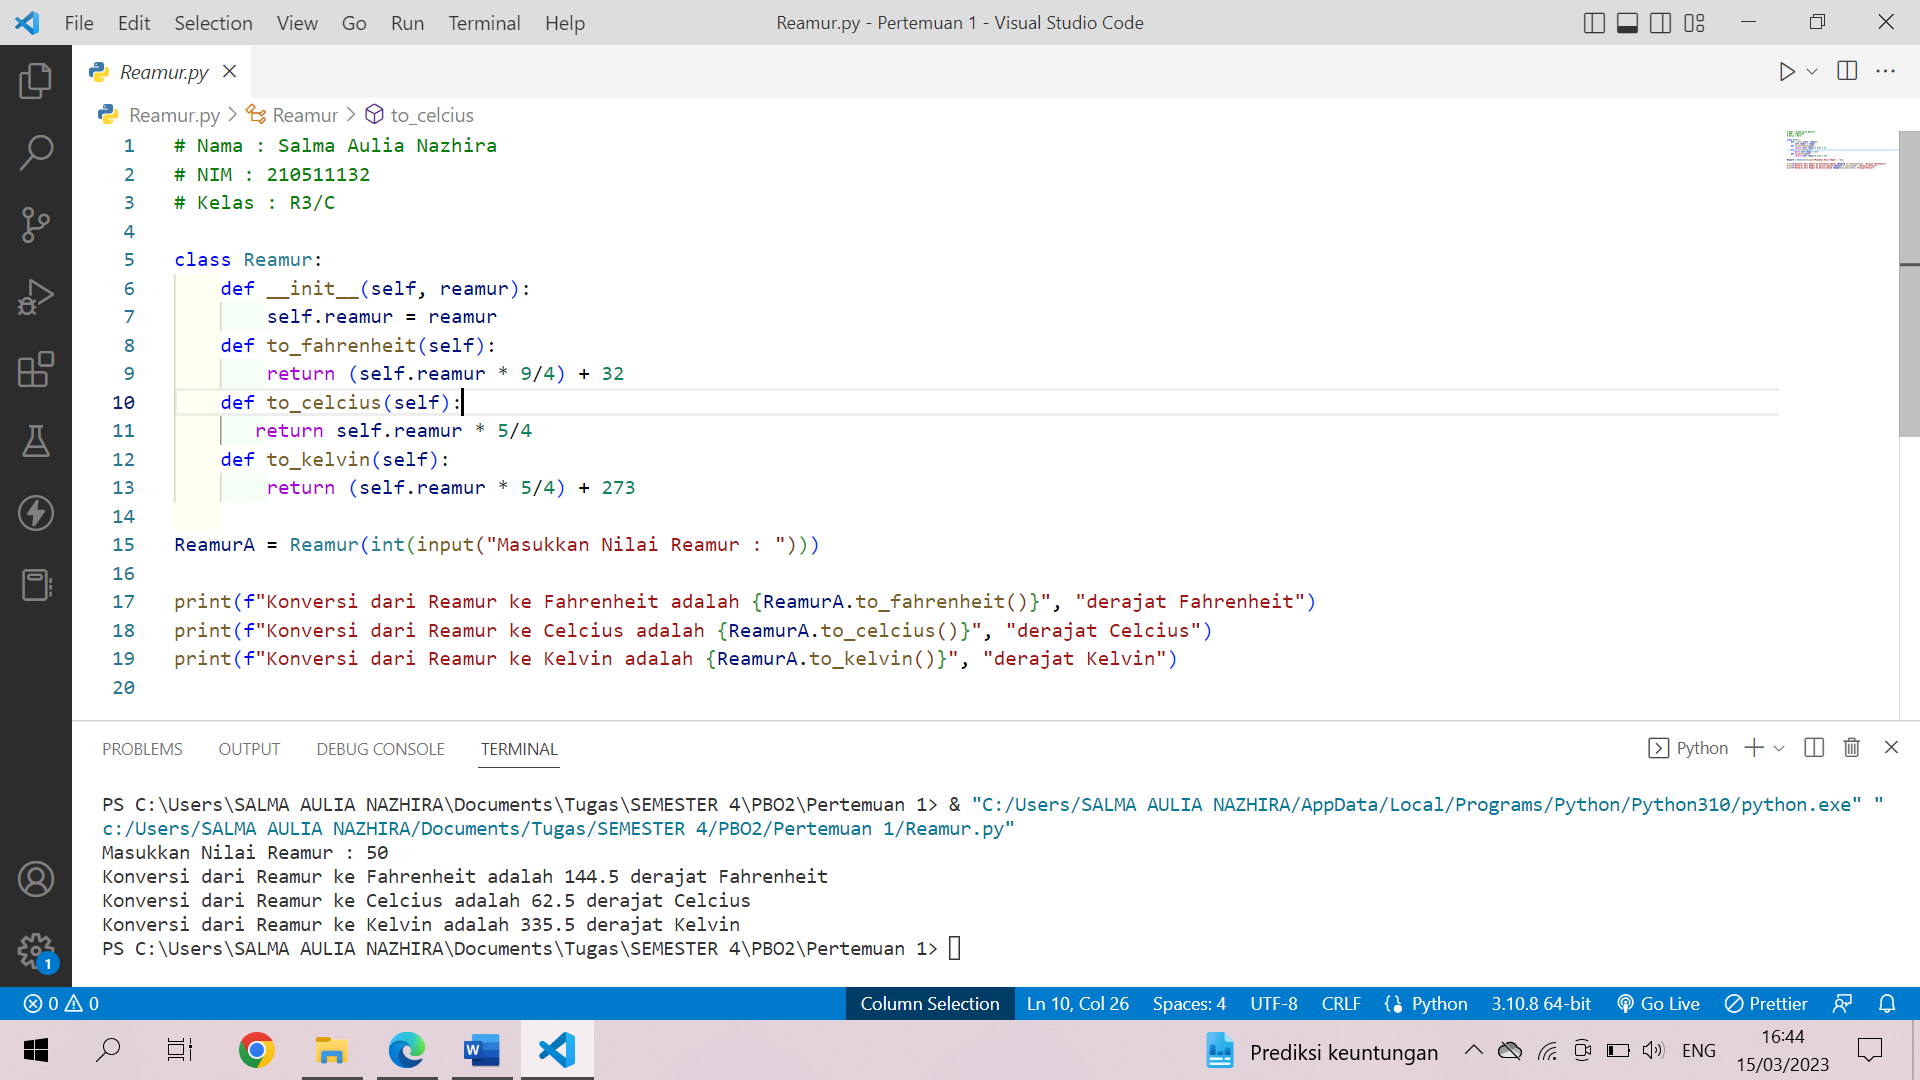 File Edit Selection View Go Run Terminal Help Reamur.py - Pertemuan 1 - Visual Studio Code
Reamur.py
Reamur.py > Reamur > to_celcius
1 # Nama : Salma Aulia Nazhira
2 # NIM : 210511132
3 # Kelas : R3/C
4
5 class Reamur:
6     def __init__(self, reamur):
7         self.reamur = reamur
8     def to_fahrenheit(self):
9         return (self.reamur * 9/4) + 32
10     def to_celcius(self):
11        return self.reamur * 5/4
12     def to_kelvin(self):
13         return (self.reamur * 5/4) + 273
14
15 ReamurA = Reamur(int(input("Masukkan Nilai Reamur : ")))
16
17 print(f"Konversi dari Reamur ke Fahrenheit adalah {ReamurA.to_fahrenheit()}", "derajat Fahrenheit")
18 print(f"Konversi dari Reamur ke Celcius adalah {ReamurA.to_celcius()}", "derajat Celcius")
19 print(f"Konversi dari Reamur ke Kelvin adalah {ReamurA.to_kelvin()}", "derajat Kelvin")
20
PROBLEMS OUTPUT DEBUG CONSOLE TERMINAL Python
PS C:\Users\SALMA AULIA NAZHIRA\Documents\Tugas\SEMESTER 4\PBO2\Pertemuan 1> & "C:/Users/SALMA AULIA NAZHIRA/AppData/Local/Programs/Python/Python310/python.exe" "
c:/Users/SALMA AULIA NAZHIRA/Documents/Tugas/SEMESTER 4/PBO2/Pertemuan 1/Reamur.py"
Masukkan Nilai Reamur : 50
Konversi dari Reamur ke Fahrenheit adalah 144.5 derajat Fahrenheit
Konversi dari Reamur ke Celcius adalah 62.5 derajat Celcius
Konversi dari Reamur ke Kelvin adalah 335.5 derajat Kelvin
PS C:\Users\SALMA AULIA NAZHIRA\Documents\Tugas\SEMESTER 4\PBO2\Pertemuan 1>
1
0 0 Column Selection Ln 10, Col 26 Spaces: 4 UTF-8 CRLF Python 3.10.8 64-bit Go Live Prettier
Prediksi keuntungan ENG 16:44
15/03/2023